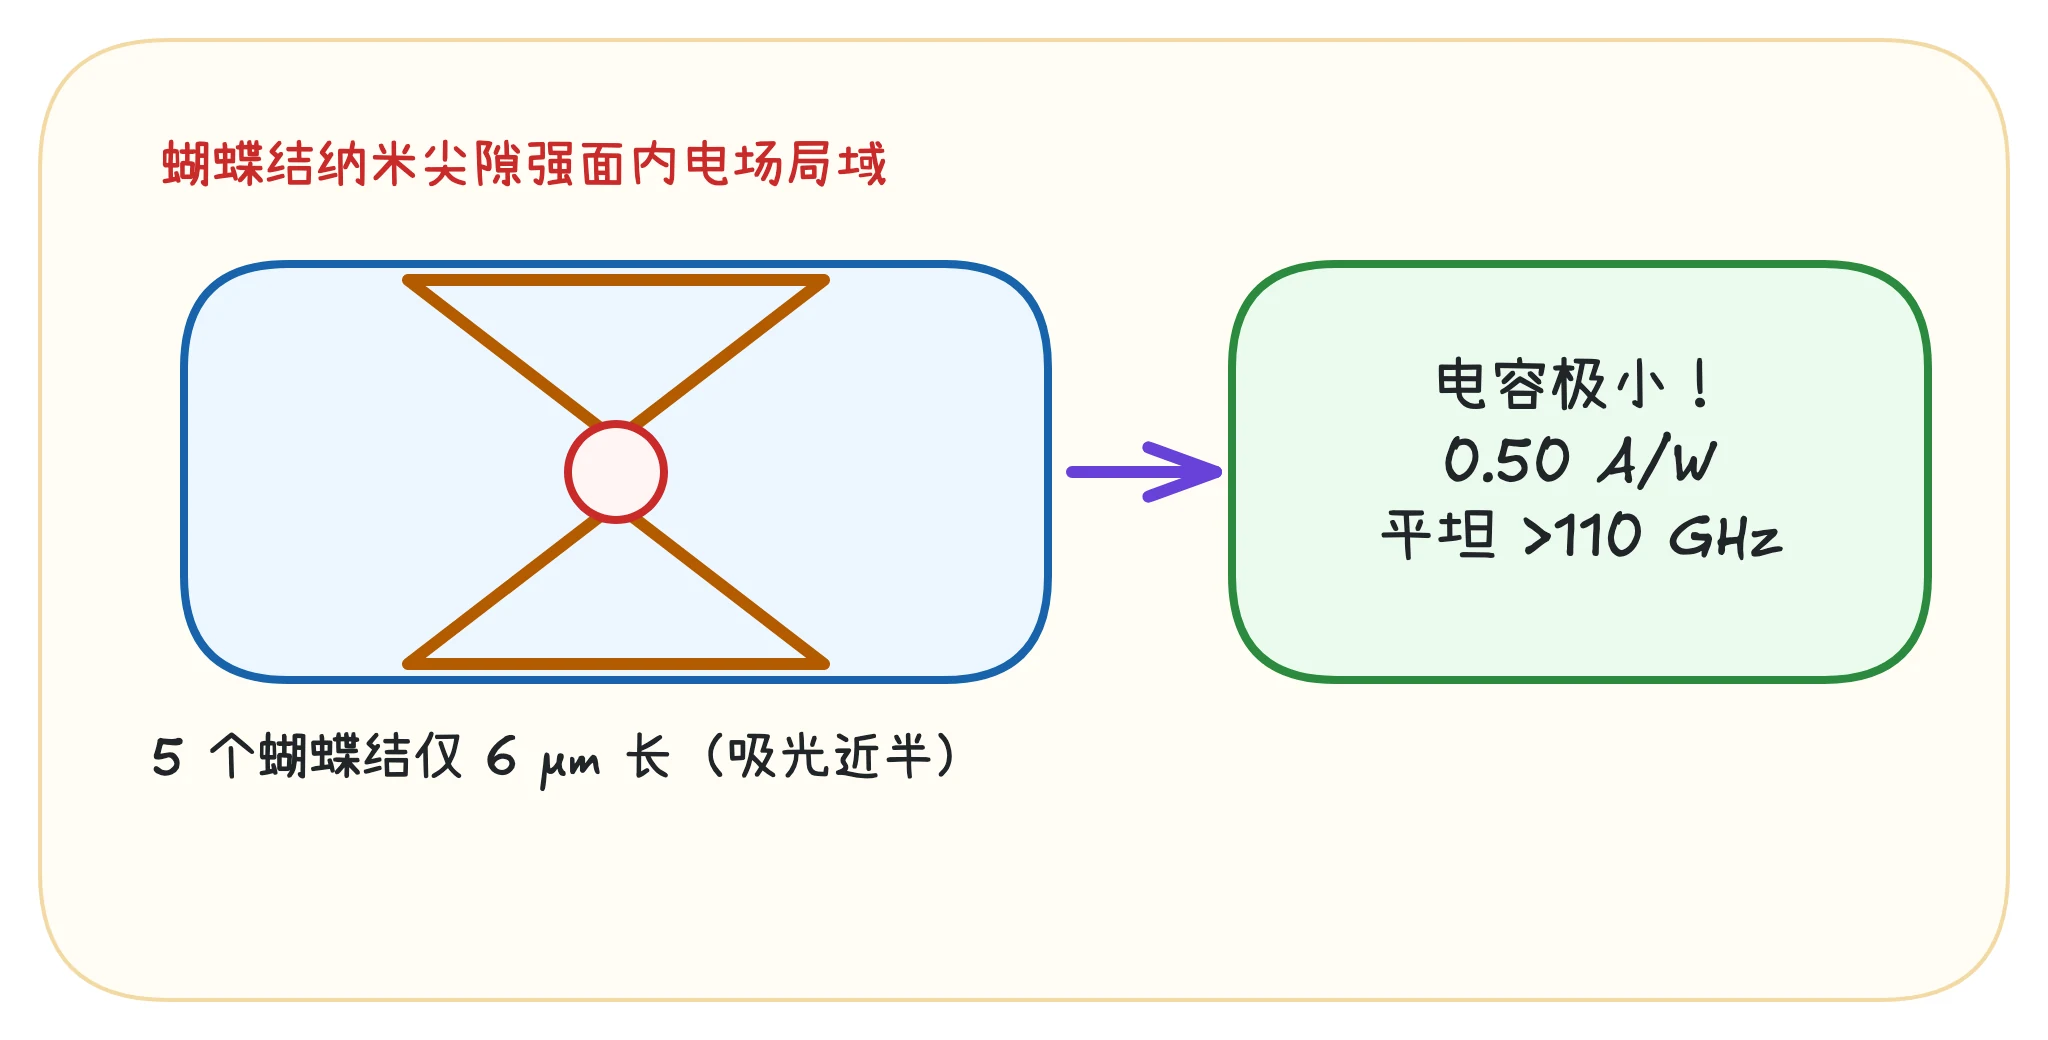 蝴蝶结纳米尖隙强面内电场局域
电容极小！
0.50 A/W
平坦 >110 GHz
5 个蝴蝶结仅 6 μm 长（吸光近半）